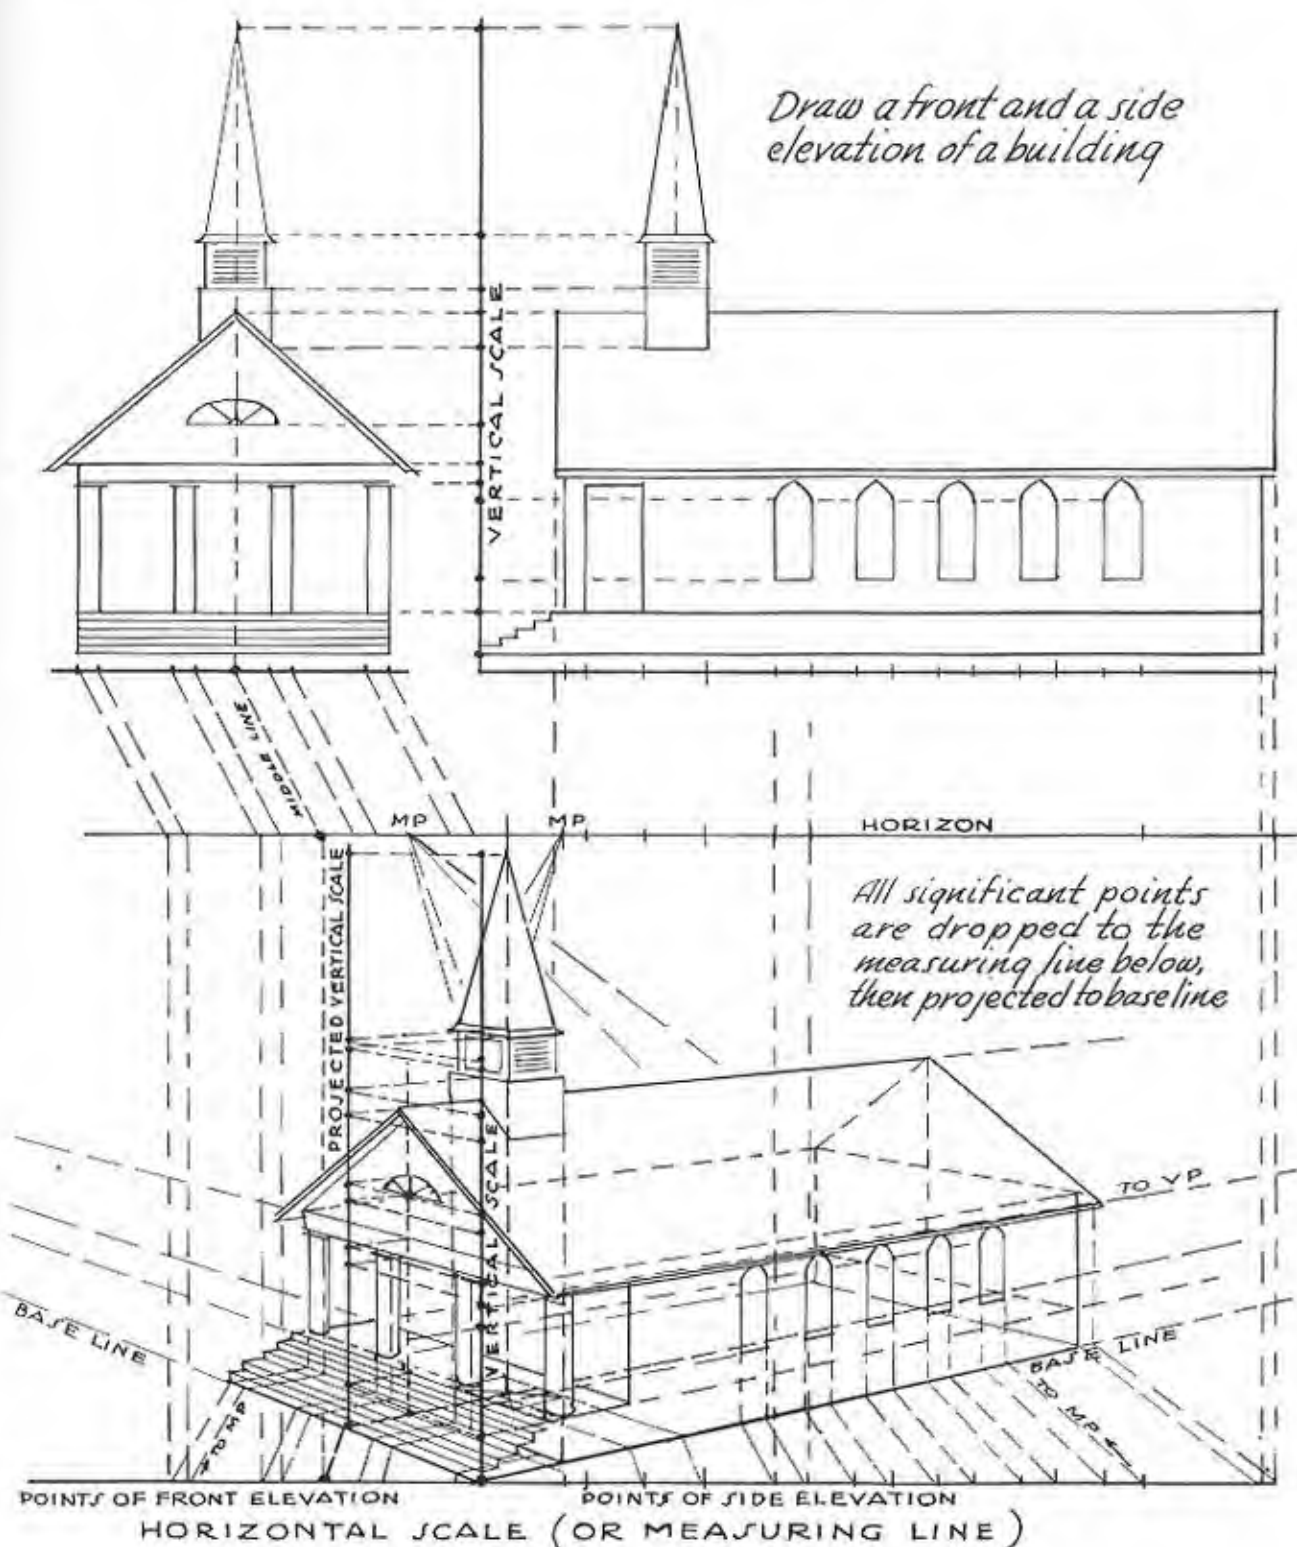 Draw a front and a side
elevation of a building
VERTICAL SCALE
MIDDLE LINE
MP
MP
HORIZON
PROJECTED VERTICAL SCALE
All significant points
are dropped to the
measuring line below,
then projected to baseline
VERTICAL SCALE
TO VP
BASE LINE
BASE LINE
TO MP
TO MP
POINTS OF FRONT ELEVATION
POINTS OF SIDE ELEVATION
HORIZONTAL SCALE (OR MEASURING LINE)